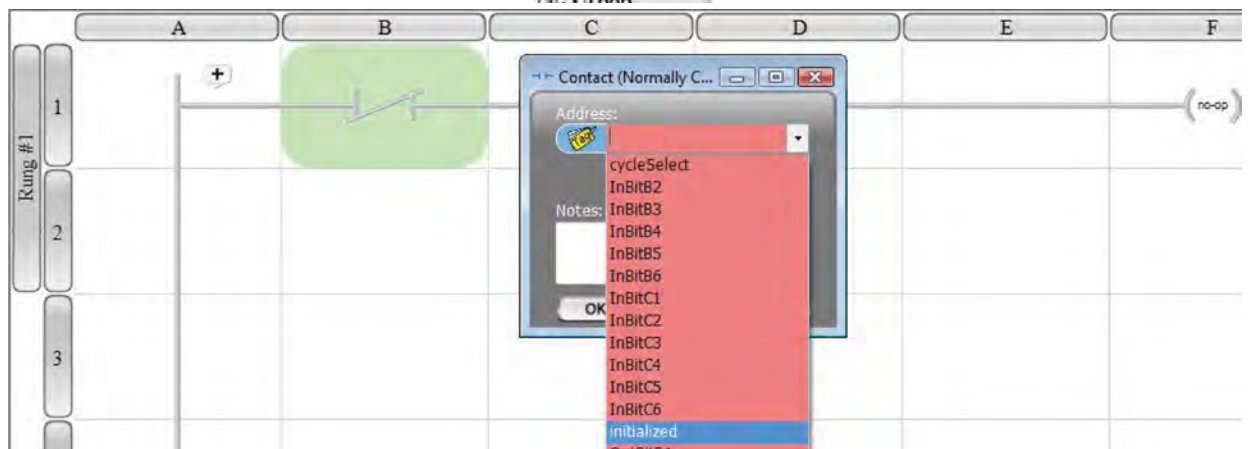 A B C D E F
Rung #1
1
2
3
+
Contact (Normally C...
Address:
Tag
no-op
cycleSelect
InBitB2
InBitB3
InBitB4
InBitB5
InBitB6
Notes:
InBitC1
InBitC2
OK
InBitC3
InBitC4
InBitC5
InBitC6
initialized